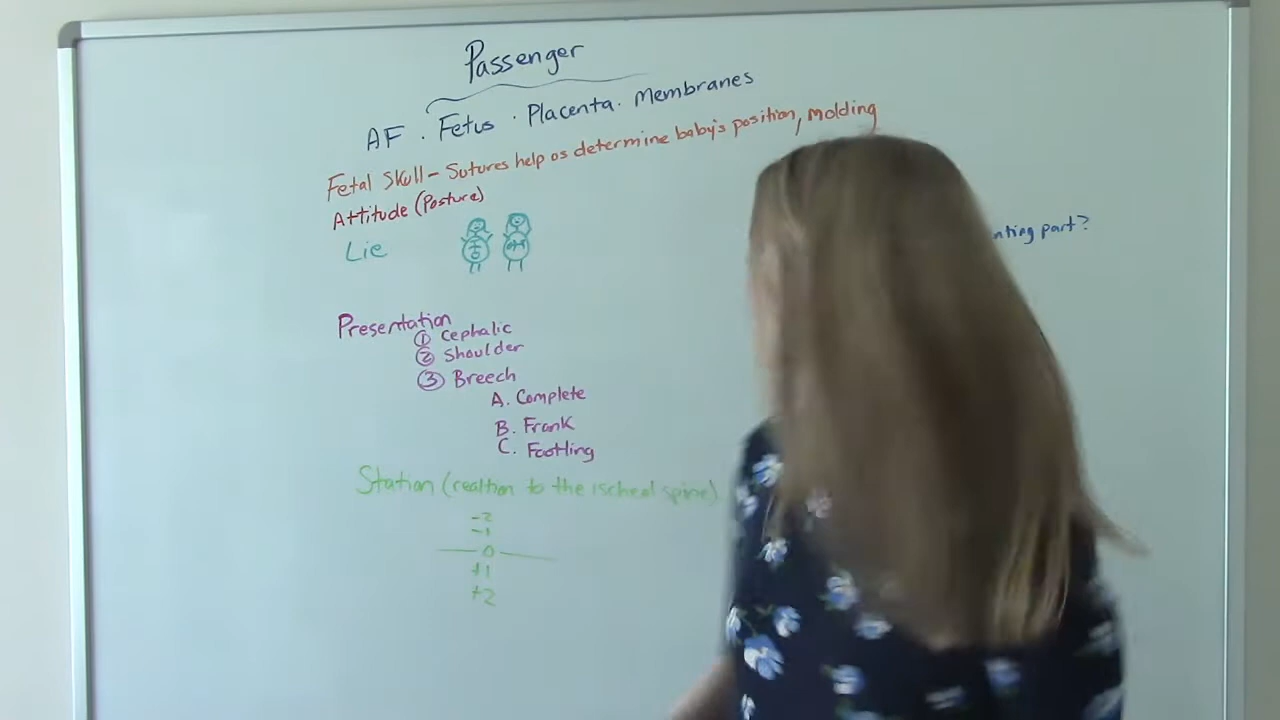 Passenger
AF . Fetus . Placenta . Membranes
Fetal Skull - Sutures help os determine baby's position, molding
Attitude (Posture)
Lie
part?
Presentation
① Cephalic
② Shoulder
③ Breech
A. Complete
B. Frank
C. Footling
Station (realtion to the ischeal spine)
-2
-1
0
+1
+2